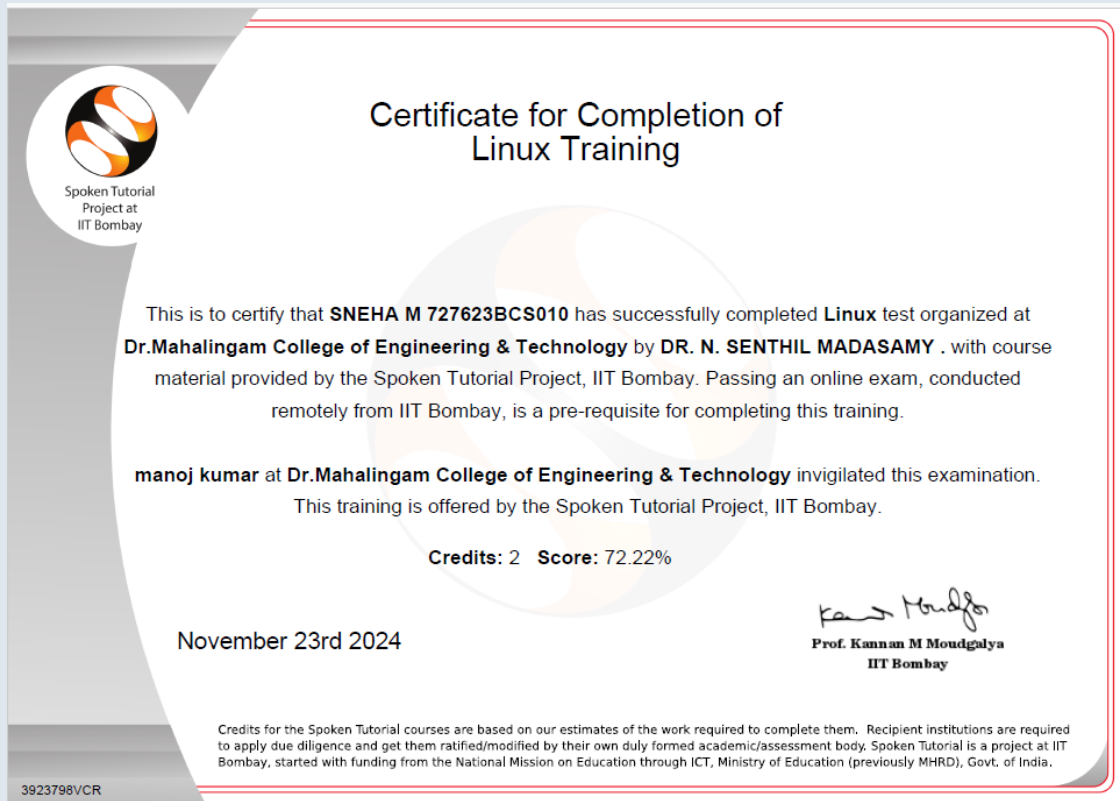 Spoken Tutorial
Project at
IIT Bombay
Certificate for Completion of
Linux Training
This is to certify that SNEHA M 727623BCS010 has successfully completed Linux test organized at
Dr.Mahalingam College of Engineering & Technology by DR. N. SENTHIL MADASAMY . with course
material provided by the Spoken Tutorial Project, IIT Bombay. Passing an online exam, conducted
remotely from IIT Bombay, is a pre-requisite for completing this training.
manoj kumar at Dr.Mahalingam College of Engineering & Technology invigilated this examination.
This training is offered by the Spoken Tutorial Project, IIT Bombay.
Credits: 2 Score: 72.22%
November 23rd 2024
Prof. Kannan M Moudgalya
IIT Bombay
Credits for the Spoken Tutorial courses are based on our estimates of the work required to complete them. Recipient institutions are required
to apply due diligence and get them ratified/modified by their own duly formed academic/assessment body. Spoken Tutorial is a project at IIT
Bombay, started with funding from the National Mission on Education through ICT, Ministry of Education (previously MHRD), Govt. of India.
3923798VCR